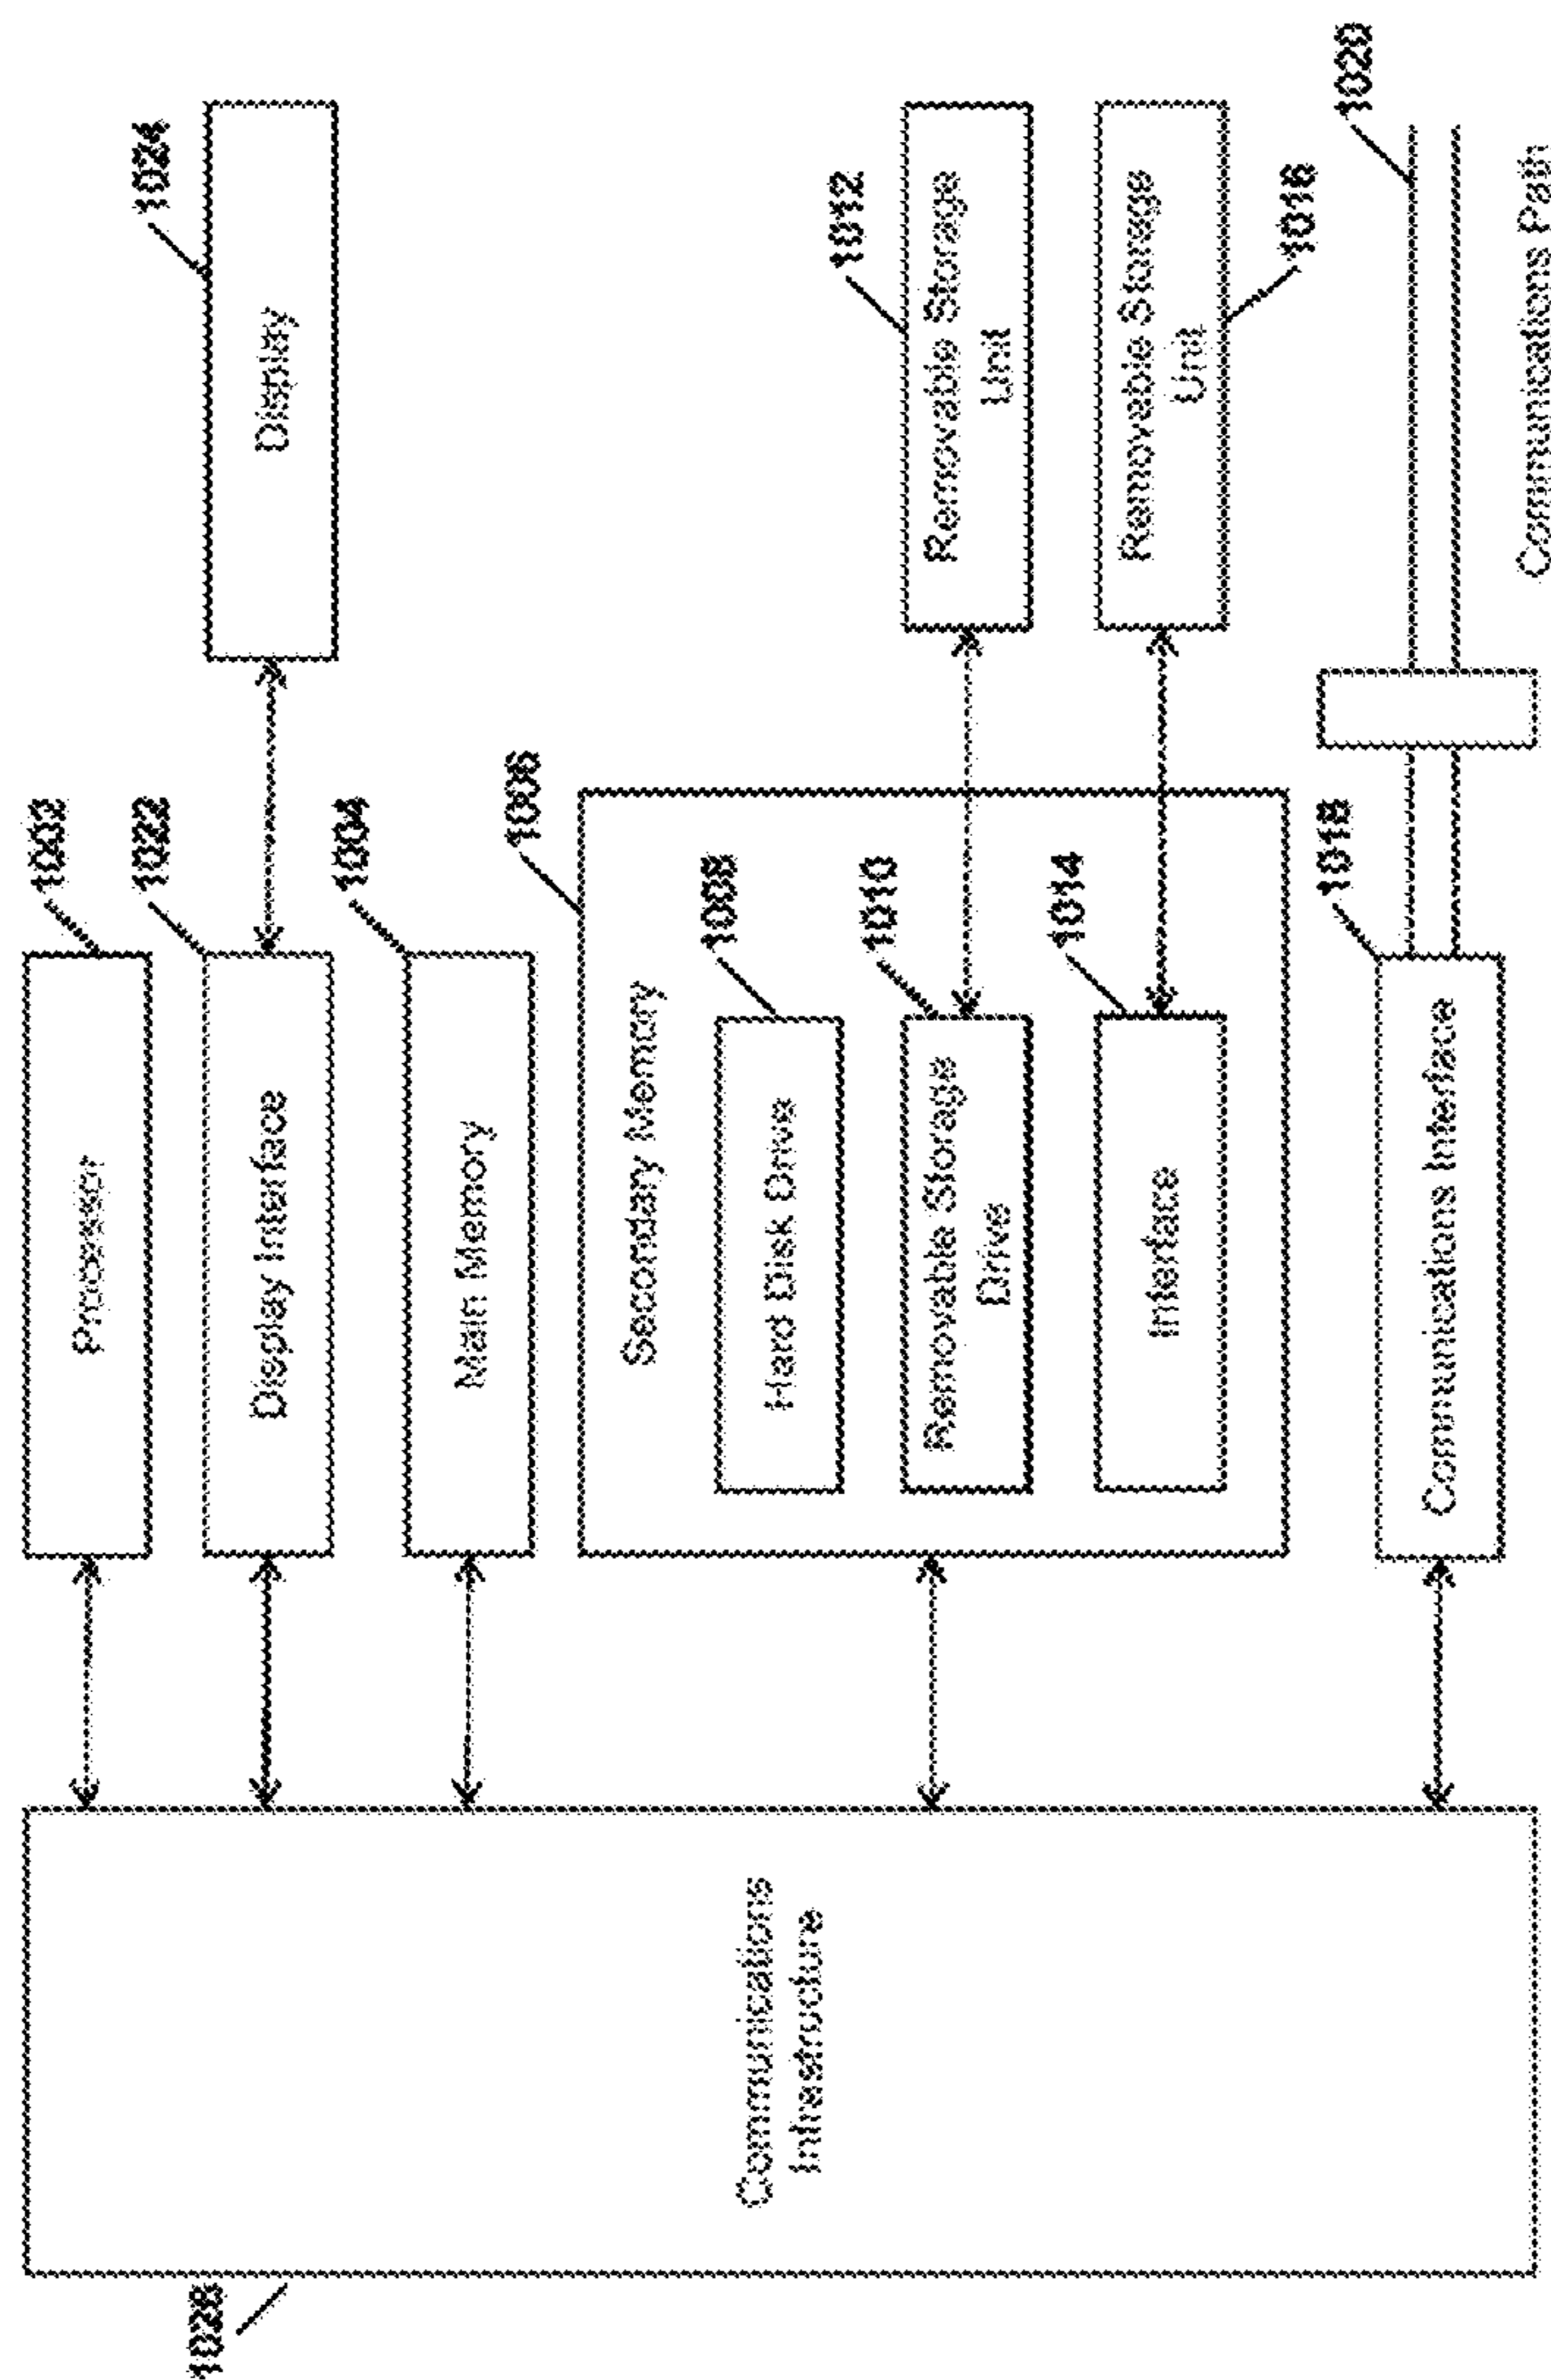 1028
Communications
Infrastructure
Processor
1002
Display Interface
1022
Display
1024
Main Memory
1004
Secondary Memory
1006
Hard Disk Drive
1008
Removable Storage
Drive
1010
Removable Storage
Unit
1012
Interface
1014
Removable Storage
Unit
1016
Communications Interface
1018
1020
Communications Path